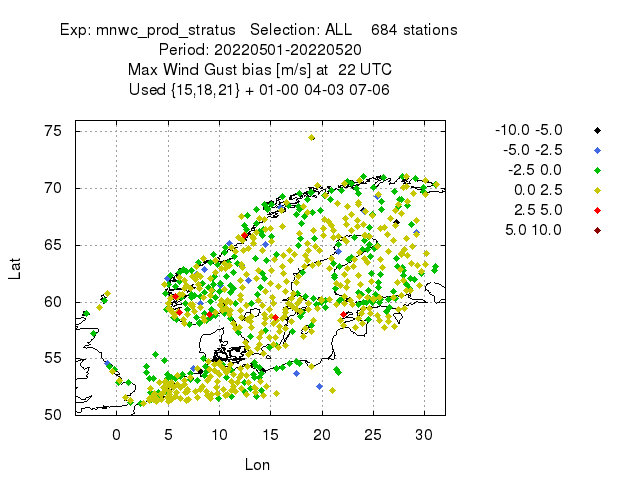 Exp: mnwc_prod_stratus   Selection: ALL    684 stations
Period: 20220501-20220520
Max Wind Gust bias [m/s] at  22 UTC
Used {15,18,21} + 01-00 04-03 07-06
-10.0 -5.0
-5.0 -2.5
-2.5 0.0
0.0 2.5
2.5 5.0
5.0 10.0
75
70
65
60
55
50
Lat
0 5 10 15 20 25 30
Lon